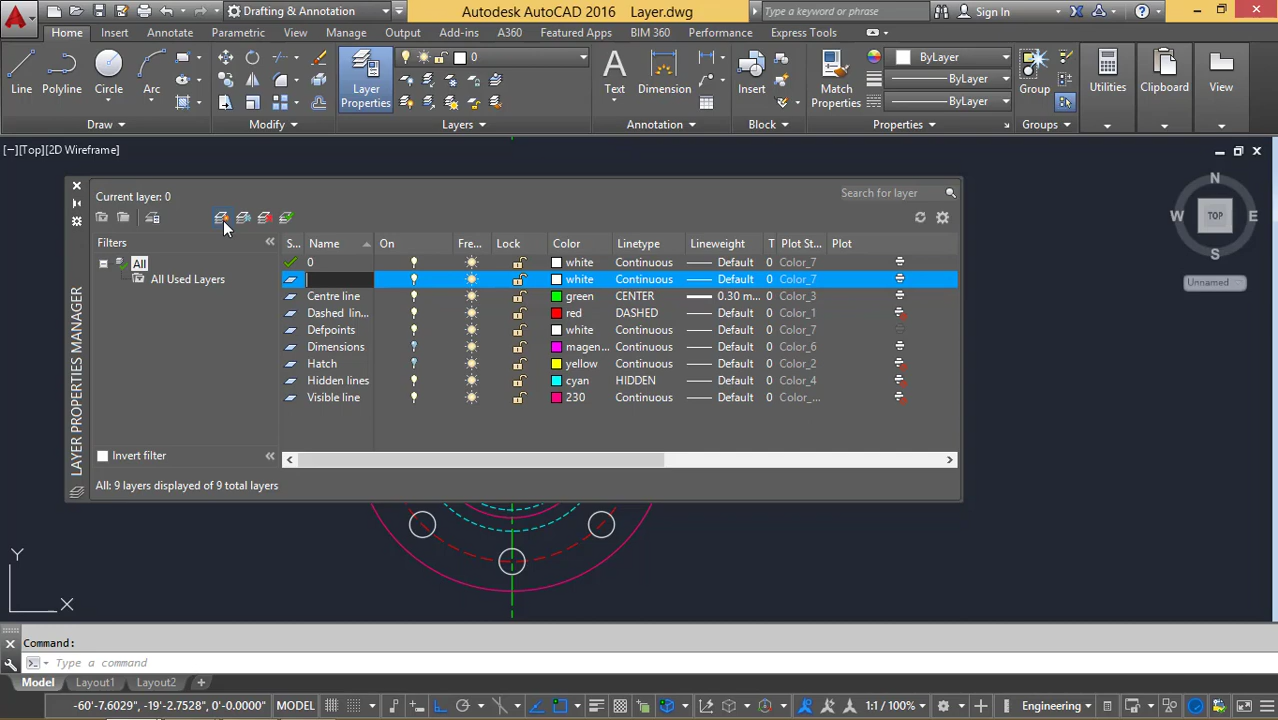 Drafting & Annotation
Autodesk AutoCAD 2016 Layer.dwg
Type a keyword or phrase
Sign In
Home Insert Annotate Parametric View Manage Output Add-ins A360 Featured Apps BIM 360 Performance Express Tools
0
Line Polyline Circle Arc
Layer Properties
Text Dimension Insert
Match Properties
ByLayer
ByLayer
ByLayer
Group Utilities Clipboard View
Draw Modify Layers Annotation Block Properties Groups
[−][Top][2D Wireframe]
N
W TOP E
S
Unnamed
LAYER PROPERTIES MANAGER
Current layer: 0
Search for layer
Filters
All
All Used Layers
Invert filter
S... Name On Fre... Lock Color Linetype Lineweight T Plot St... Plot
0 white Continuous Default 0 Color_7
white Continuous Default 0 Color_7
Centre line green CENTER 0.30 m... 0 Color_3
Dashed lin... red DASHED Default 0 Color_1
Defpoints white Continuous Default 0 Color_7
Dimensions magen... Continuous Default 0 Color_6
Hatch yellow Continuous Default 0 Color_2
Hidden lines cyan HIDDEN Default 0 Color_4
Visible line 230 Continuous Default 0 Color_...
All: 9 layers displayed of 9 total layers
Y
X
Command:
Type a command
Model Layout1 Layout2 +
-60'-7.6029", -19'-2.7528", 0'-0.0000" MODEL
1:1 / 100%
Engineering